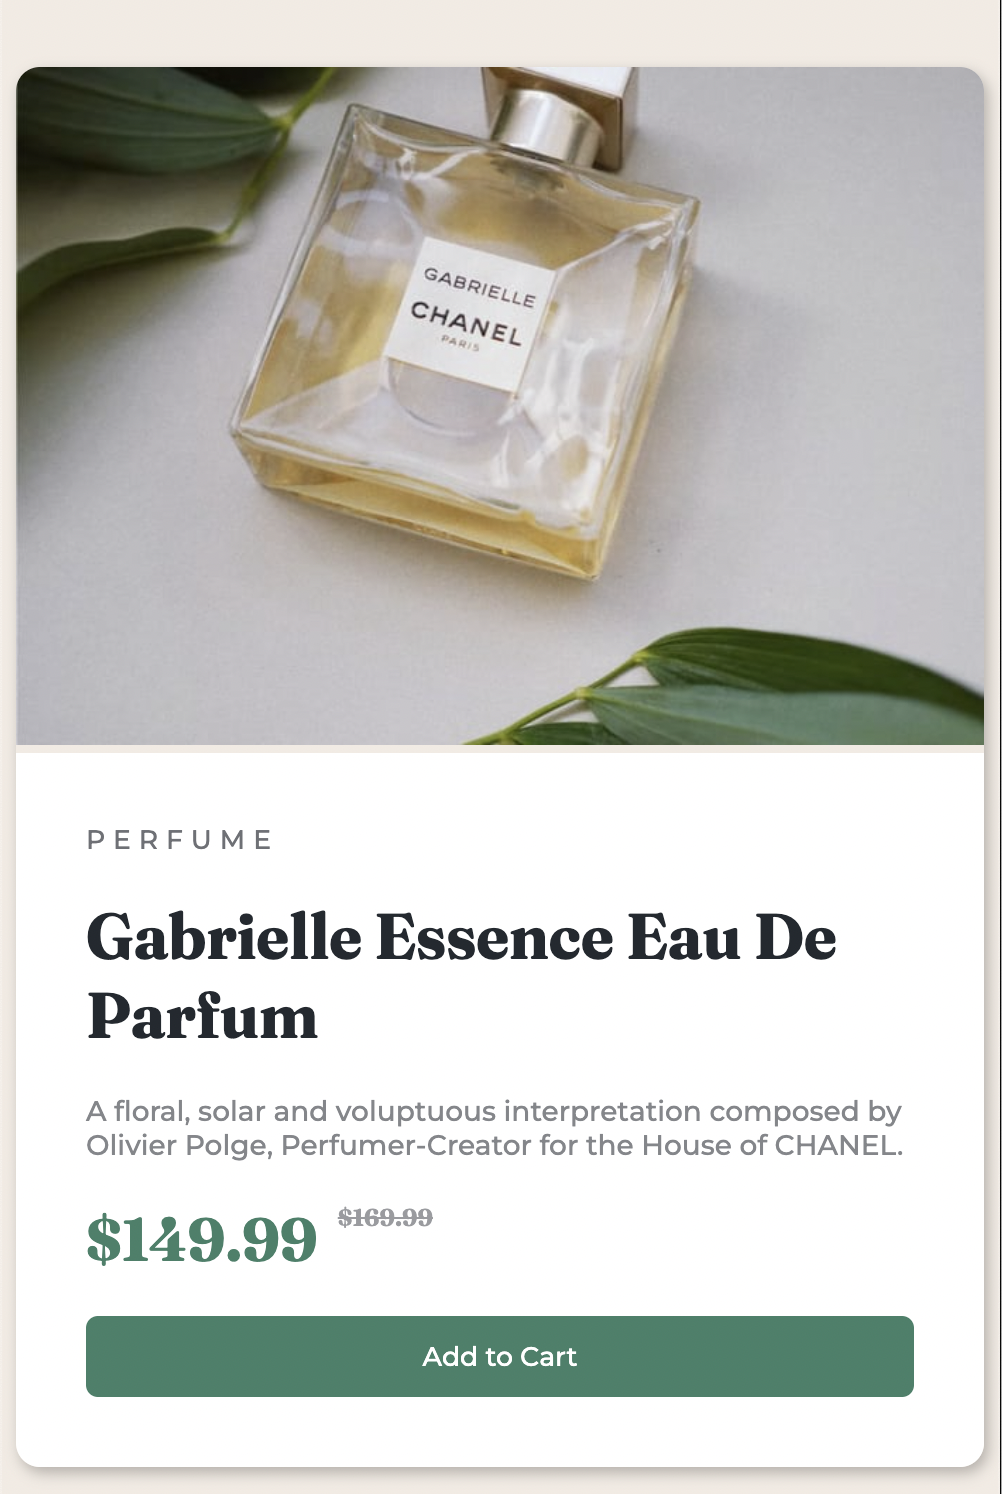 GABRIELLE
CHANEL
PARIS
PERFUME
Gabrielle Essence Eau De
Parfum
A floral, solar and voluptuous interpretation composed by
Olivier Polge, Perfumer-Creator for the House of CHANEL.
$149.99 $169.99
Add to Cart